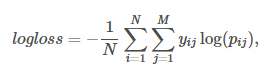 logloss = -\frac{1}{N} \sum_{i=1}^{N} \sum_{j=1}^{M} y_{ij} \log(p_{ij}),